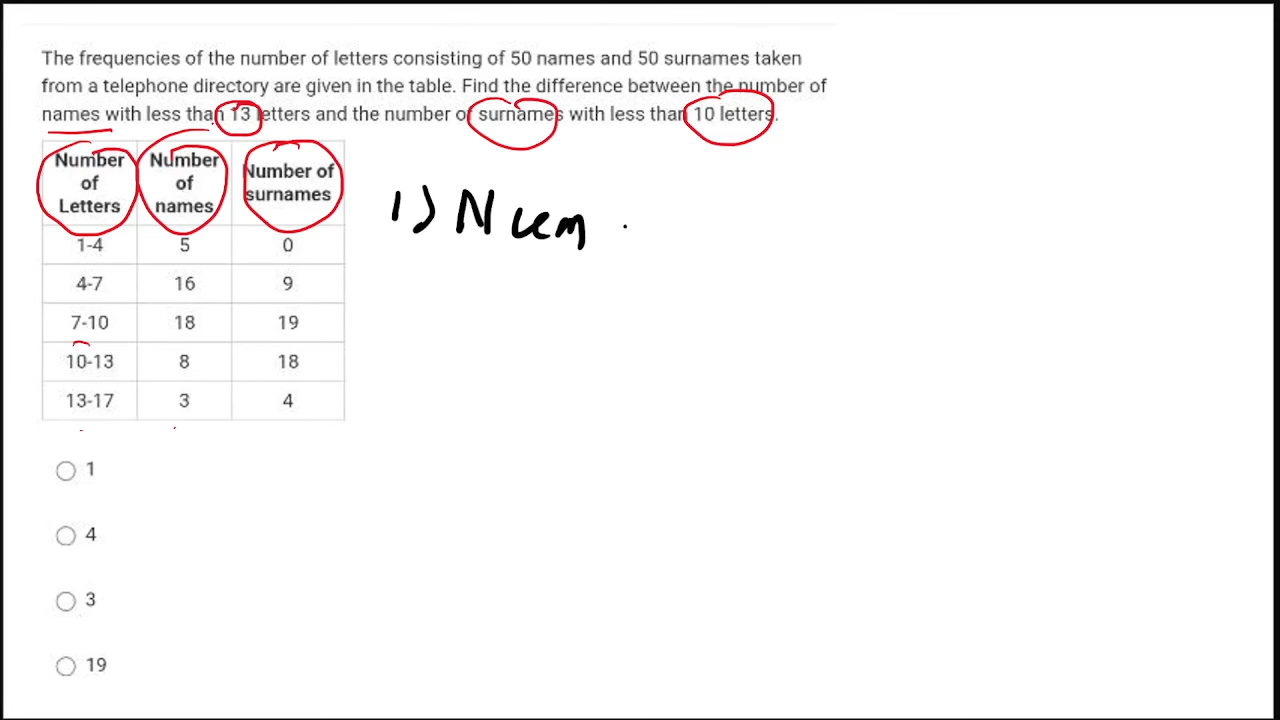 The frequencies of the number of letters consisting of 50 names and 50 surnames taken
from a telephone directory are given in the table. Find the difference between the number of
names with less than 13 letters and the number of surnames with less than 10 letters.
Number of Letters Number of names Number of surnames
1-4 5 0
4-7 16 9
7-10 18 19
10-13 8 18
13-17 3 4
1) Num
1
4
3
19